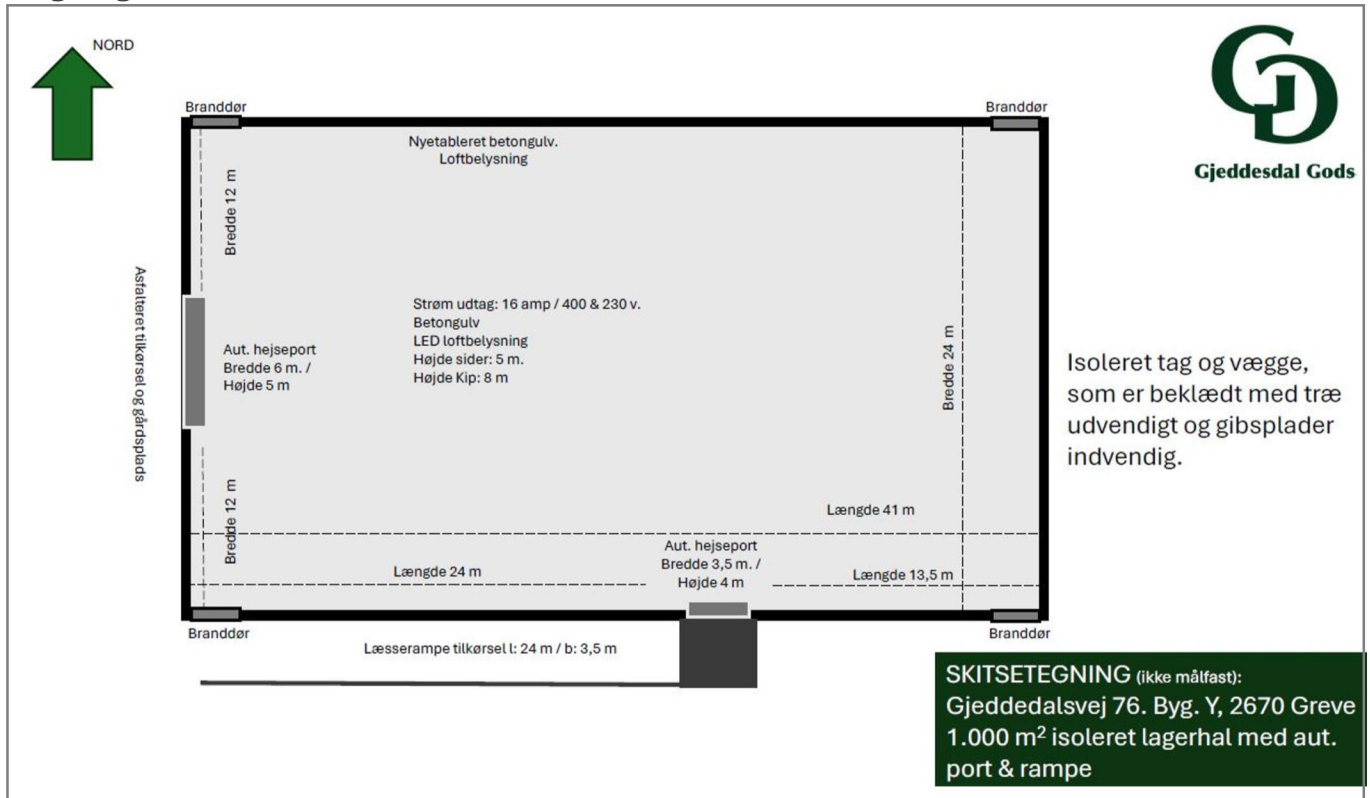 NORD
GD
Gjeddesdal Gods
Branddør
Branddør
Nyetableret betongulv.
Loftbelysning
Bredde 12 m
Asfalteret tilkørsel og gårdsplads
Strøm udtag: 16 amp / 400 & 230 v.
Betongulv
LED loftbelysning
Højde sider: 5 m.
Højde Kip: 8 m
Aut. hejseport
Bredde 6 m. /
Højde 5 m
Bredde 24 m
Isoleret tag og vægge,
som er beklædt med træ
udvendigt og gibsplader
indvendig.
Bredde 12 m
Længde 41 m
Aut. hejseport
Bredde 3,5 m. /
Højde 4 m
Længde 24 m
Længde 13,5 m
Branddør
Branddør
Læsserampe tilkørsel l: 24 m / b: 3,5 m
SKITSETEGNING (ikke målfast):
Gjeddedalsvej 76. Byg. Y, 2670 Greve
1.000 m² isoleret lagerhal med aut.
port & rampe